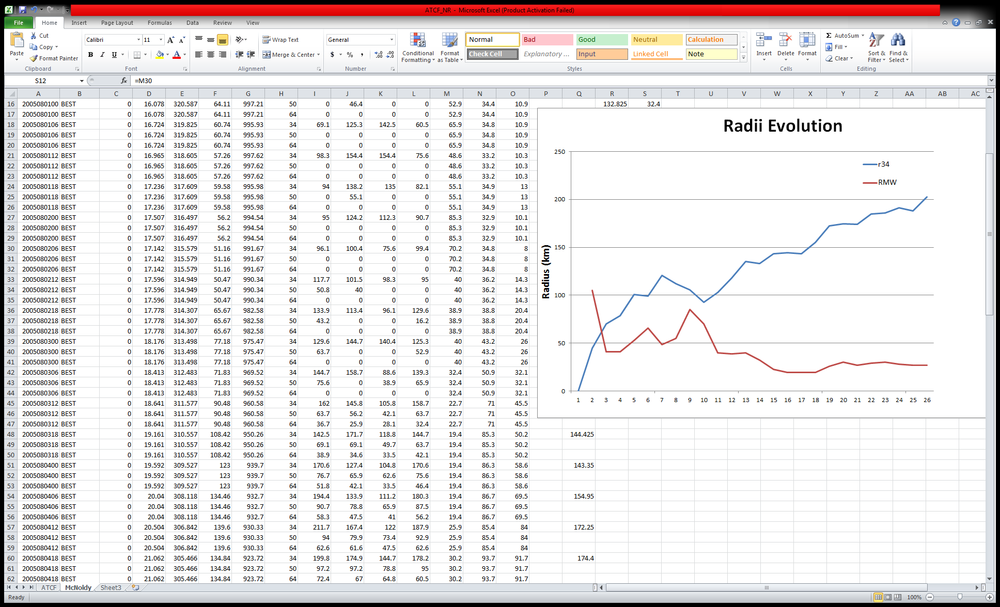 ATCF_NR - Microsoft Excel (Product Activation Failed)
File Home Insert Page Layout Formulas Data Review View
Paste Cut Copy Format Painter Clipboard
Calibri 11 A A B I U A Font
Wrap Text Merge & Center Alignment
General $ % , Number
Conditional Formatting Format as Table Normal Bad Good Neutral Calculation
Check Cell Explanatory ... Input Linked Cell Note Styles
Insert Delete Format Cells
Σ AutoSum Fill Clear Sort & Filter Find & Select Editing
S12 fx =M30
A B C D E F G H I J K L M N O P Q R S T U V W X Y Z AA AB AC
16 2005080100 BEST 0 16.078 320.587 64.11 997.21 50 0 46.4 0 0 52.9 34.4 10.9 132.825 32.4
17 2005080100 BEST 0 16.078 320.587 64.11 997.21 64 0 0 0 0 52.9 34.4 10.9
18 2005080106 BEST 0 16.724 319.825 60.74 995.93 34 69.1 125.3 142.5 60.5 65.9 34.8 10.9
19 2005080106 BEST 0 16.724 319.825 60.74 995.93 50 0 0 0 0 65.9 34.8 10.9
20 2005080106 BEST 0 16.724 319.825 60.74 995.93 64 0 0 0 0 65.9 34.8 10.9
21 2005080112 BEST 0 16.965 318.605 57.26 997.62 34 98.3 154.4 154.4 75.6 48.6 33.2 10.3
22 2005080112 BEST 0 16.965 318.605 57.26 997.62 50 0 0 0 0 48.6 33.2 10.3
23 2005080112 BEST 0 16.965 318.605 57.26 997.62 64 0 0 0 0 48.6 33.2 10.3
24 2005080118 BEST 0 17.236 317.609 59.58 995.98 34 94 138.2 135 82.1 55.1 34.9 13
25 2005080118 BEST 0 17.236 317.609 59.58 995.98 50 0 55.1 0 0 55.1 34.9 13
26 2005080118 BEST 0 17.236 317.609 59.58 995.98 64 0 0 0 0 55.1 34.9 13
27 2005080200 BEST 0 17.507 316.497 56.2 994.54 34 95 124.2 112.3 90.7 85.3 32.9 10.1
28 2005080200 BEST 0 17.507 316.497 56.2 994.54 50 0 0 0 0 85.3 32.9 10.1
29 2005080200 BEST 0 17.507 316.497 56.2 994.54 64 0 0 0 0 85.3 32.9 10.1
30 2005080206 BEST 0 17.142 315.579 51.16 991.67 34 96.1 100.4 75.6 99.4 70.2 34.8 8
31 2005080206 BEST 0 17.142 315.579 51.16 991.67 50 0 0 0 0 70.2 34.8 8
32 2005080206 BEST 0 17.142 315.579 51.16 991.67 64 0 0 0 0 70.2 34.8 8
33 2005080212 BEST 0 17.596 314.949 50.47 990.34 34 117.7 101.5 98.3 95 40 36.2 14.3
34 2005080212 BEST 0 17.596 314.949 50.47 990.34 50 50.8 40 0 0 40 36.2 14.3
35 2005080212 BEST 0 17.596 314.949 50.47 990.34 64 0 0 0 0 40 36.2 14.3
36 2005080218 BEST 0 17.778 314.307 65.67 982.58 34 133.9 113.4 96.1 129.6 38.9 38.8 20.4
37 2005080218 BEST 0 17.778 314.307 65.67 982.58 50 43.2 0 0 16.2 38.9 38.8 20.4
38 2005080218 BEST 0 17.778 314.307 65.67 982.58 64 0 0 0 0 38.9 38.8 20.4
39 2005080300 BEST 0 18.176 313.498 77.18 975.47 34 129.6 144.7 140.4 125.3 40 43.2 26
40 2005080300 BEST 0 18.176 313.498 77.18 975.47 50 63.7 0 0 52.9 40 43.2 26
41 2005080300 BEST 0 18.176 313.498 77.18 975.47 64 0 0 0 0 40 43.2 26
42 2005080306 BEST 0 18.413 312.483 71.83 969.52 34 144.7 158.7 88.6 139.3 32.4 50.9 32.1
43 2005080306 BEST 0 18.413 312.483 71.83 969.52 50 75.6 0 38.9 65.9 32.4 50.9 32.1
44 2005080306 BEST 0 18.413 312.483 71.83 969.52 64 0 0 0 0 32.4 50.9 32.1
45 2005080312 BEST 0 18.641 311.577 90.48 960.58 34 162 145.8 105.8 158.7 22.7 71 45.5
46 2005080312 BEST 0 18.641 311.577 90.48 960.58 50 63.7 56.2 42.1 63.7 22.7 71 45.5
47 2005080312 BEST 0 18.641 311.577 90.48 960.58 64 36.7 25.9 28.1 32.4 22.7 71 45.5
48 2005080318 BEST 0 19.161 310.557 108.42 950.26 34 142.5 171.7 118.8 144.7 19.4 85.3 50.2 144.425
49 2005080318 BEST 0 19.161 310.557 108.42 950.26 50 69.1 69.1 49.7 63.7 19.4 85.3 50.2
50 2005080318 BEST 0 19.161 310.557 108.42 950.26 64 38.9 34.6 33.5 42.1 19.4 85.3 50.2
51 2005080400 BEST 0 19.592 309.527 123 939.7 34 170.6 127.4 104.8 170.6 19.4 86.3 58.6 143.35
52 2005080400 BEST 0 19.592 309.527 123 939.7 50 76.7 65.9 62.6 75.6 19.4 86.3 58.6
53 2005080400 BEST 0 19.592 309.527 123 939.7 64 51.8 42.1 33.5 46.4 19.4 86.3 58.6
54 2005080406 BEST 0 20.04 308.118 134.46 932.7 34 194.4 133.9 111.2 180.3 19.4 86.7 69.5 154.95
55 2005080406 BEST 0 20.04 308.118 134.46 932.7 50 90.7 78.8 65.9 87.5 19.4 86.7 69.5
56 2005080406 BEST 0 20.04 308.118 134.46 932.7 64 58.3 47.5 41 56.2 19.4 86.7 69.5
57 2005080412 BEST 0 20.504 306.842 139.6 930.33 34 211.7 167.4 122 187.9 25.9 85.4 84 172.25
58 2005080412 BEST 0 20.504 306.842 139.6 930.33 50 94 79.9 73.4 92.9 25.9 85.4 84
59 2005080412 BEST 0 20.504 306.842 139.6 930.33 64 62.6 61.6 47.5 62.6 25.9 85.4 84
60 2005080418 BEST 0 21.062 305.466 134.84 923.72 34 199.8 174.9 144.7 178.2 30.2 93.7 91.7 174.4
61 2005080418 BEST 0 21.062 305.466 134.84 923.72 50 97.2 97.2 78.8 95 30.2 93.7 91.7
62 2005080418 BEST 0 21.062 305.466 134.84 923.72 64 72.4 67 64.8 60.5 30.2 93.7 91.7
Radii Evolution
r34
RMW
Radius (km)
250
200
150
100
50
0
1 2 3 4 5 6 7 8 9 10 11 12 13 14 15 16 17 18 19 20 21 22 23 24 25 26
ATCF McNoldy Sheet3
Ready 100%